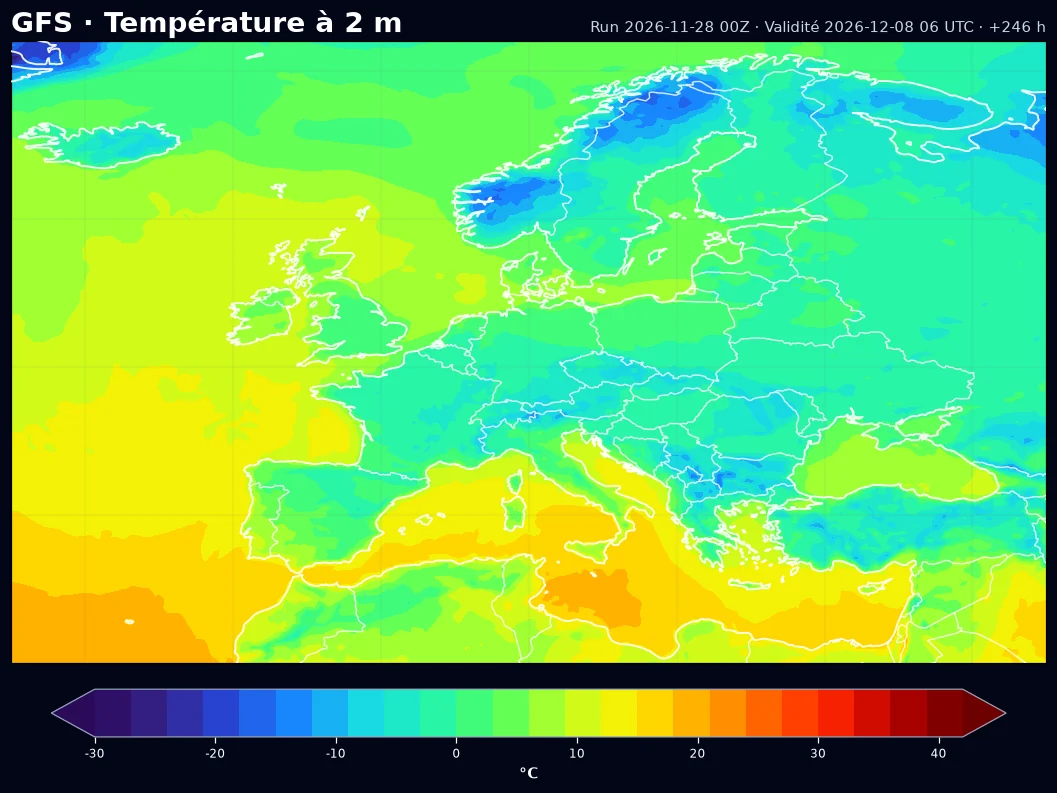 GFS · Température à 2 m
Run 2026-11-28 00Z · Validité 2026-12-08 06 UTC · +246 h
-30 -20 -10 0 10 20 30 40
°C